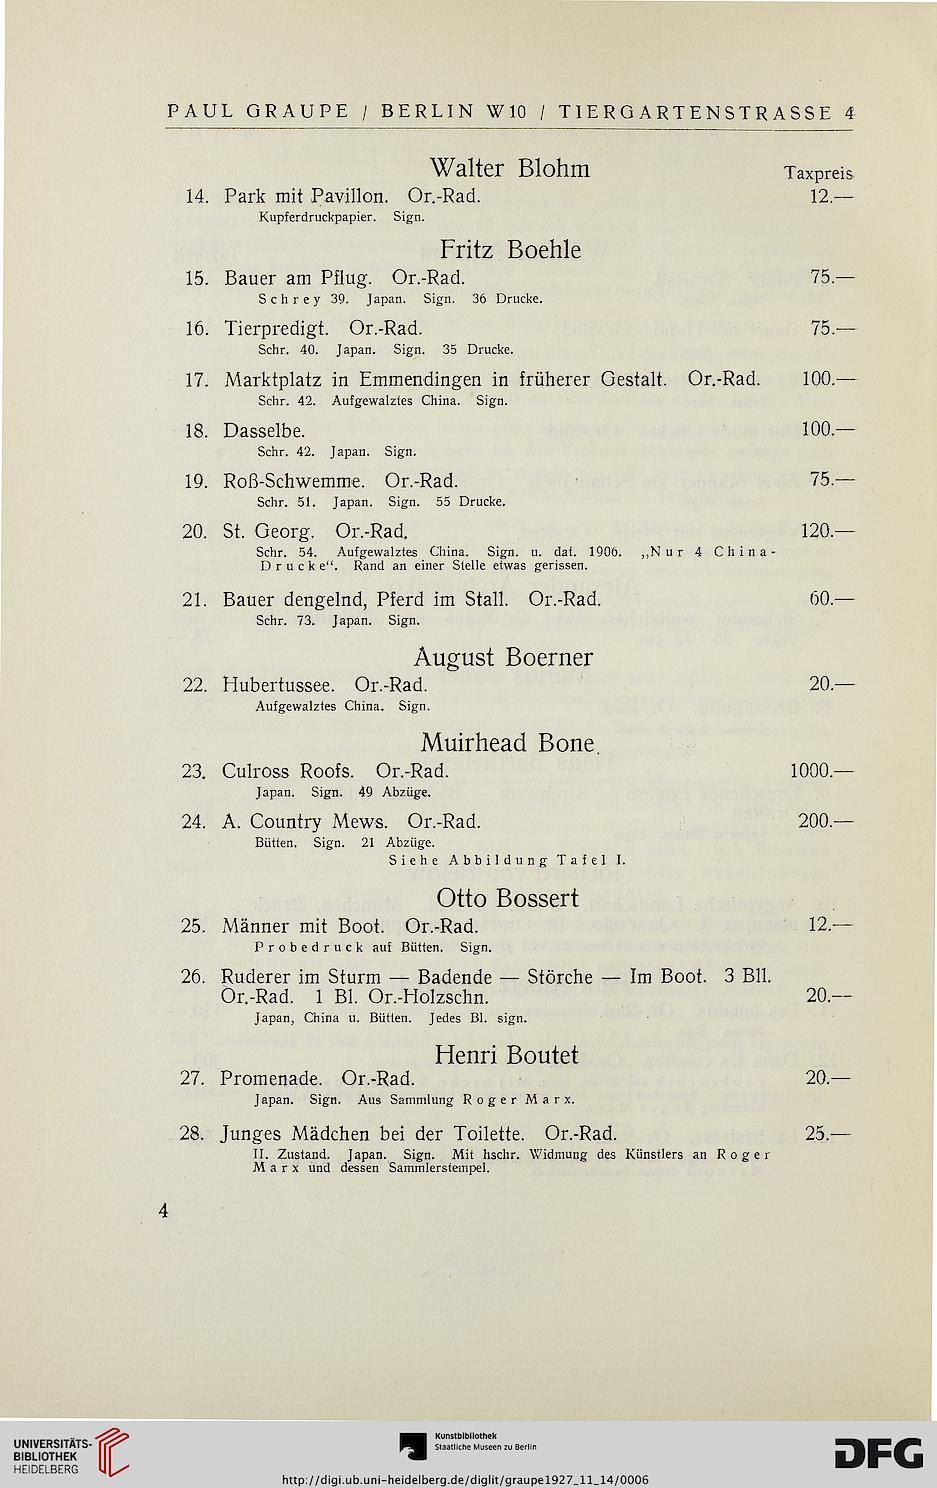 PAUL GRAUPE / BERLIN W10 / TIERGARTENSTRASSE 4
Walter Blohm Taxpreis
14. Park mit Pavillon. Or.-Rad. 12.—
Kupferdruckpapier. Sign.
Fritz Boehle
15. Bauer am Pflug. Or.-Rad. 75.—
Schrey 39. Japan. Sign. 36 Drucke.
16. Tierpredigt. Or.-Rad. 75.—
Schr. 40. Japan. Sign. 35 Drucke.
17. Marktplatz in Emmendingen in früherer Gestalt. Or.-Rad. 100.—
Schr. 42. Aufgewalztes China. Sign.
18. Dasselbe. 100.—
Schr. 42. Japan. Sign.
19. Roß-Schwemme. Or.-Rad. 75.—
Schr. 51. Japan. Sign. 55 Drucke.
20. St. Georg. Or.-Rad. 120.—
Schr. 54. Aufgewalztes China. Sign. u. dat. 1906. „Nur 4 China-
Drucke“. Rand an einer Stelle etwas gerissen.
21. Bauer dengelnd, Pferd im Stall. Or.-Rad. 60.—
Schr. 73. Japan. Sign.
August Boerner
22. Hubertussee. Or.-Rad. 20.—
Aufgewalztes China. Sign.
Muirhead Bone
23. Culross Roofs. Or.-Rad. 1000.—
Japan. Sign. 49 Abzüge.
24. A. Country Mews. Or.-Rad. 200.—
Bütten. Sign. 21 Abzüge.
Siehe Abbildung Tafel I.
Otto Bossert
25. Männer mit Boot. Or.-Rad. 12.—
Probedruck auf Bütten. Sign.
26. Ruderer im Sturm — Badende — Störche — Im Boot. 3 Bll.
Or.-Rad. 1 Bl. Or.-Holzschn. 20.—
Japan, China u. Bütten. Jedes Bl. sign.
Henri Boutet
27. Promenade. Or.-Rad. 20.—
Japan. Sign. Aus Sammlung Roger Marx.
28. Junges Mädchen bei der Toilette. Or.-Rad. 25.—
II. Zustand. Japan. Sign. Mit hschr. Widmung des Künstlers an Roger
Marx und dessen Sammlerstempel.
4
UNIVERSITÄTS-
BIBLIOTHEK
HEIDELBERG
Kunstbibliothek
Staatliche Museen zu Berlin
DFG
http://digi.ub.uni-heidelberg.de/diglit/graupe1927_11_14/0006